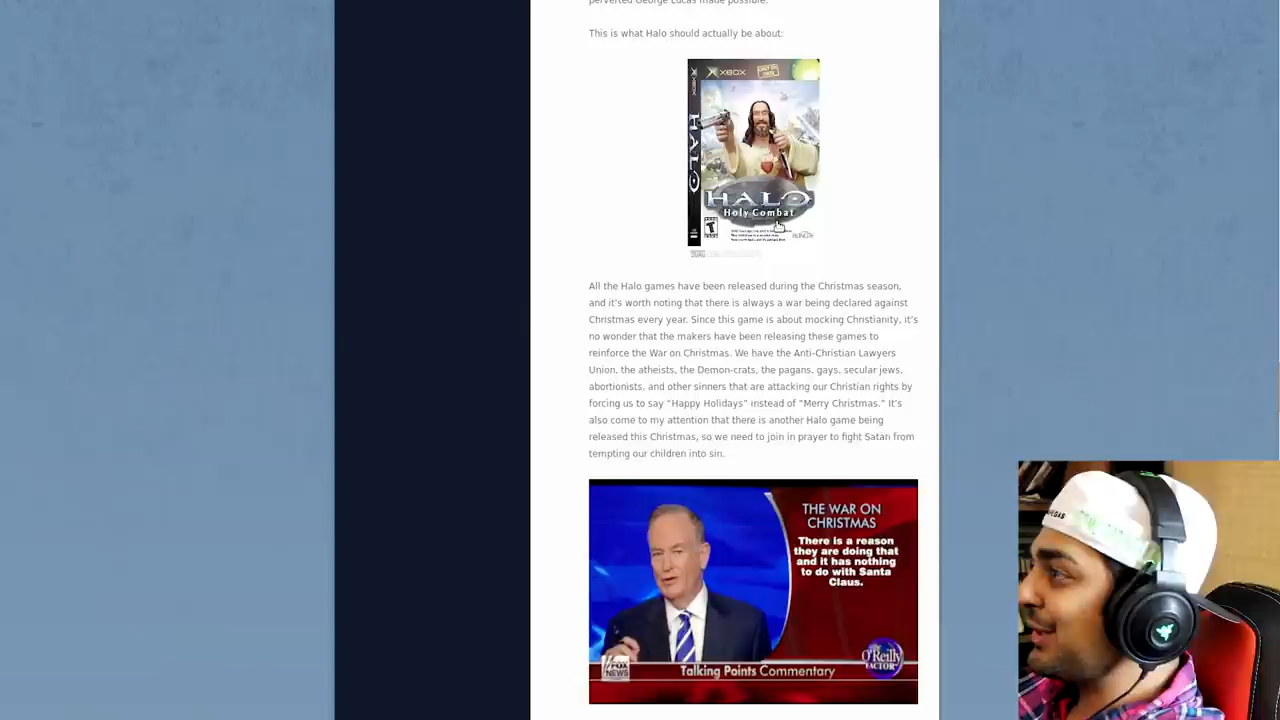 perverted George Lucas made possible.
This is what Halo should actually be about:
XBOX
XBOX
HALO
HALO
Holy Combat
T
BUNGIE
All the Halo games have been released during the Christmas season,
and it’s worth noting that there is always a war being declared against
Christmas every year. Since this game is about mocking Christianity, it’s
no wonder that the makers have been releasing these games to
reinforce the War on Christmas. We have the Anti-Christian Lawyers
Union, the atheists, the Demon-crats, the pagans, gays, secular jews,
abortionists, and other sinners that are attacking our Christian rights by
forcing us to say “Happy Holidays” instead of “Merry Christmas.” It’s
also come to my attention that there is another Halo game being
released this Christmas, so we need to join in prayer to fight Satan from
tempting our children into sin.
THE WAR ON
CHRISTMAS
There is a reason
they are doing that
and it has nothing
to do with Santa
Claus.
THE
O'REILLY
FACTOR
FOX
NEWS
Talking Points Commentary